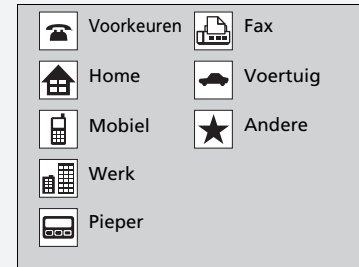 Voorkeuren
Home
Mobiel
Werk
Pieper
Fax
Voertuig
Andere